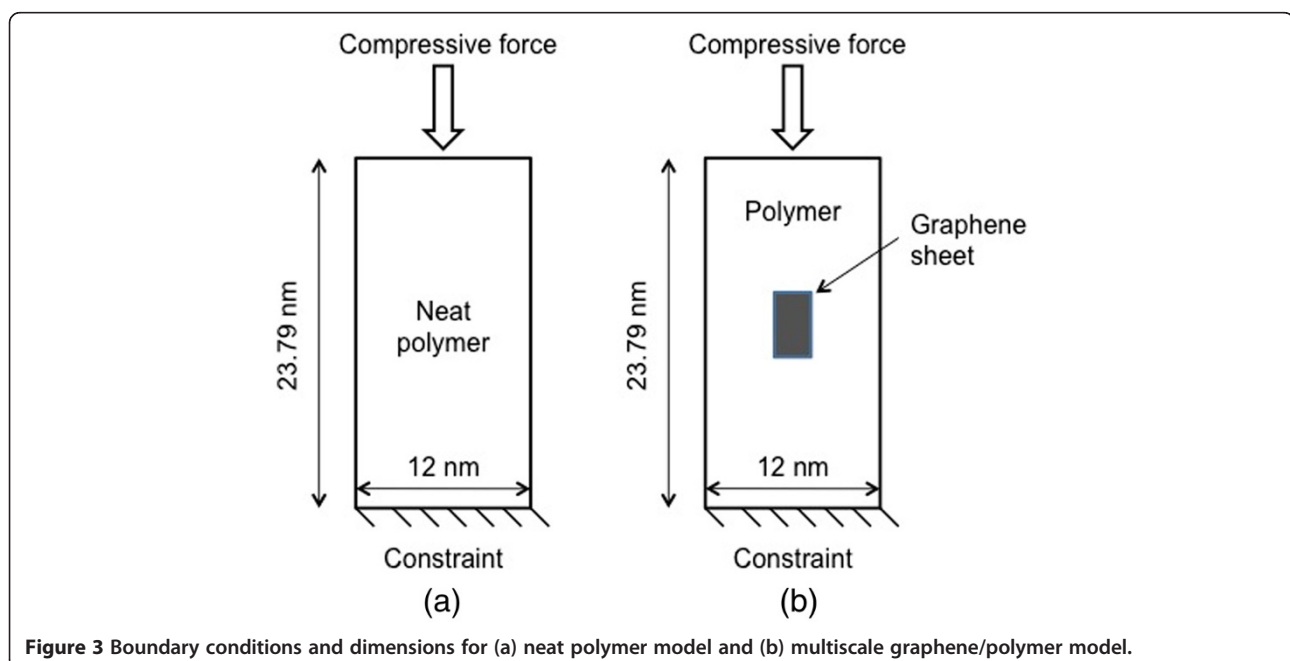 Compressive force
Neat
polymer
23.79 nm
12 nm
Constraint
(a)
Compressive force
Polymer
Graphene
sheet
23.79 nm
12 nm
Constraint
(b)
Figure 3 Boundary conditions and dimensions for (a) neat polymer model and (b) multiscale graphene/polymer model.